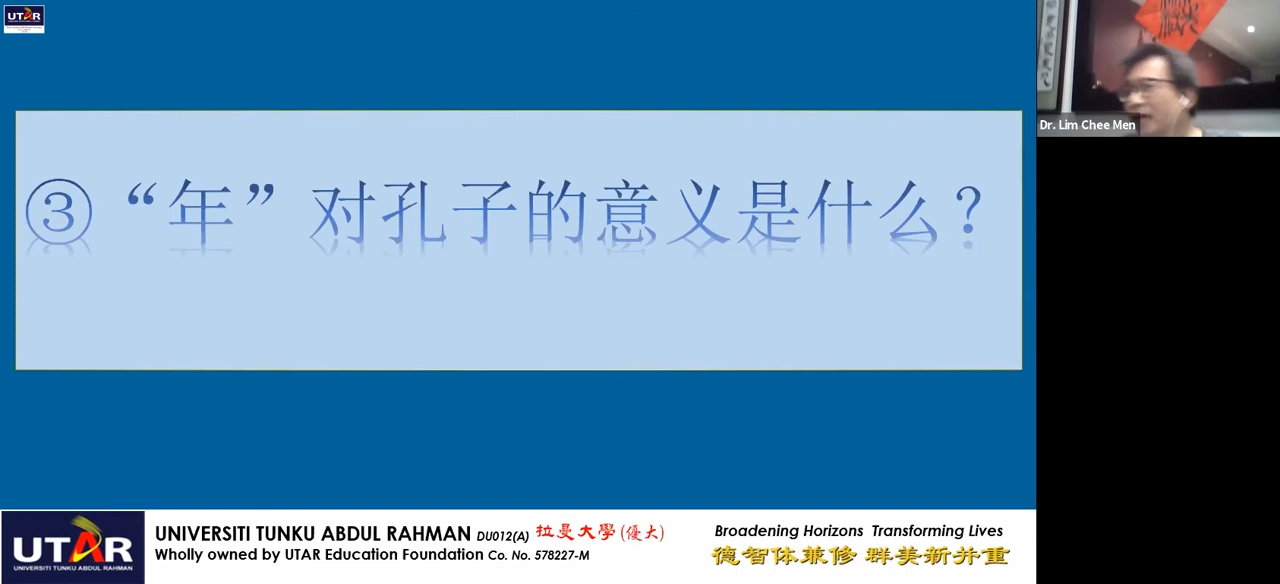 UTAR
③ “年” 对孔子的意义是什么?
Dr. Lim Chee Men
UTAR
UNIVERSITI TUNKU ABDUL RAHMAN
UNIVERSITI TUNKU ABDUL RAHMAN DU012(A) 拉曼大學(優大)
Wholly owned by UTAR Education Foundation Co. No. 578227-M
Broadening Horizons Transforming Lives
德智体兼修 群美新并重